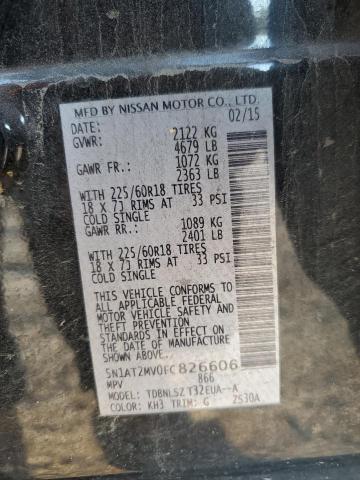 MFD BY NISSAN MOTOR CO., LTD.
DATE: 02/15
GVWR: 2122 KG
4679 LB
GAWR FR.: 1072 KG
2363 LB
WITH 225/60R18 TIRES
18 X 7J RIMS AT 33 PSI
COLD SINGLE
GAWR RR.: 1089 KG
2401 LB
WITH 225/60R18 TIRES
18 X 7J RIMS AT 33 PSI
COLD SINGLE
THIS VEHICLE CONFORMS TO
ALL APPLICABLE FEDERAL
MOTOR VEHICLE SAFETY AND
THEFT PREVENTION
STANDARDS IN EFFECT ON THE
DATE OF MANUFACTURE SHOWN
ABOVE.
5N1AT2MV0FC826606
MPV 866
MODEL: TDBNLSZ T32EUA--A
COLOR: KH3 TRIM: G ZS30A